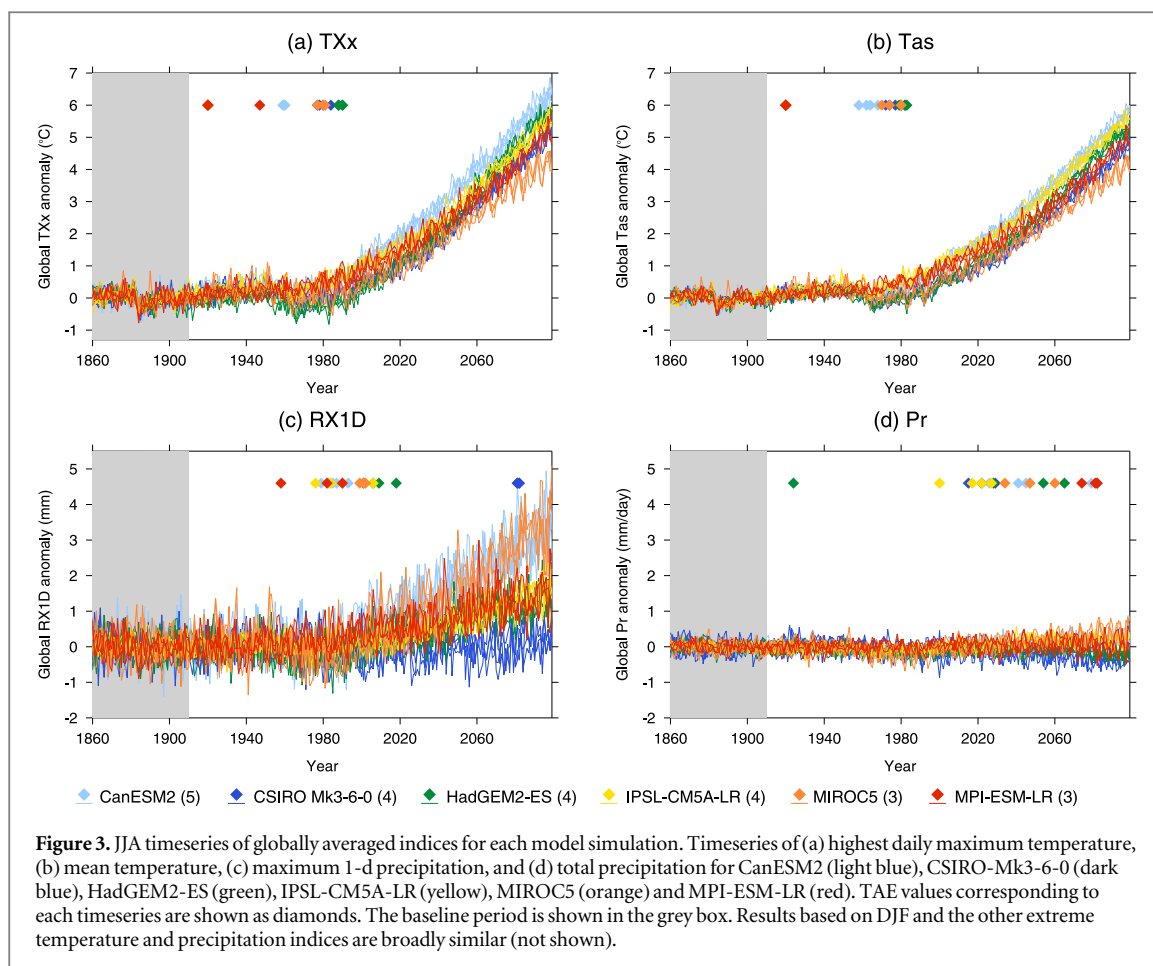 (a) TXx
(b) Tas
7
6
5
4
3
2
1
0
-1
Global TXx anomaly (°C)
1860 1900 1940 1980 2020 2060
Year
7
6
5
4
3
2
1
0
-1
Global Tas anomaly (°C)
1860 1900 1940 1980 2020 2060
Year
(c) RX1D
(d) Pr
5
4
3
2
1
0
-1
-2
Global RX1D anomaly (mm)
1860 1900 1940 1980 2020 2060
Year
5
4
3
2
1
0
-1
-2
Global Pr anomaly (mm/day)
1860 1900 1940 1980 2020 2060
Year
CanESM2 (5) CSIRO Mk3-6-0 (4) HadGEM2-ES (4) IPSL-CM5A-LR (4) MIROC5 (3) MPI-ESM-LR (3)
Figure 3. JJA timeseries of globally averaged indices for each model simulation. Timeseries of (a) highest daily maximum temperature,
(b) mean temperature, (c) maximum 1-d precipitation, and (d) total precipitation for CanESM2 (light blue), CSIRO-Mk3-6-0 (dark
blue), HadGEM2-ES (green), IPSL-CM5A-LR (yellow), MIROC5 (orange) and MPI-ESM-LR (red). TAE values corresponding to
each timeseries are shown as diamonds. The baseline period is shown in the grey box. Results based on DJF and the other extreme
temperature and precipitation indices are broadly similar (not shown).